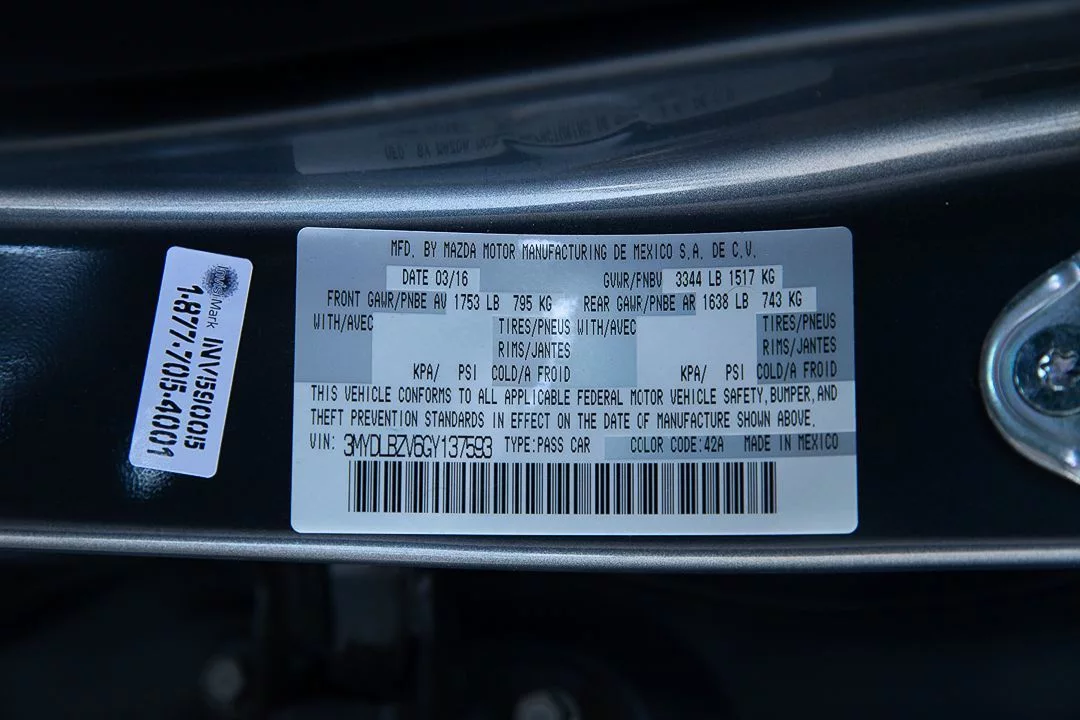 MFD. BY MAZDA MOTOR MANUFACTURING DE MEXICO S.A. DE C.V.
DATE 03/16 GVWR/PNBV 3344 LB 1517 KG
FRONT GAWR/PNBE AV 1753 LB 795 KG REAR GAWR/PNBE AR 1638 LB 743 KG
WITH/AVEC TIRES/PNEUS WITH/AVEC TIRES/PNEUS
RIMS/JANTES RIMS/JANTES
KPA/ PSI COLD/A FROID KPA/ PSI COLD/A FROID
THIS VEHICLE CONFORMS TO ALL APPLICABLE FEDERAL MOTOR VEHICLE SAFETY, BUMPER, AND
THEFT PREVENTION STANDARDS IN EFFECT ON THE DATE OF MANUFACTURE SHOWN ABOVE.
VIN: 3MYDLBZV6GY137593 TYPE:PASS CAR COLOR CODE:42A MADE IN MEXICO
Mark INV1591005
1-877-705-4001